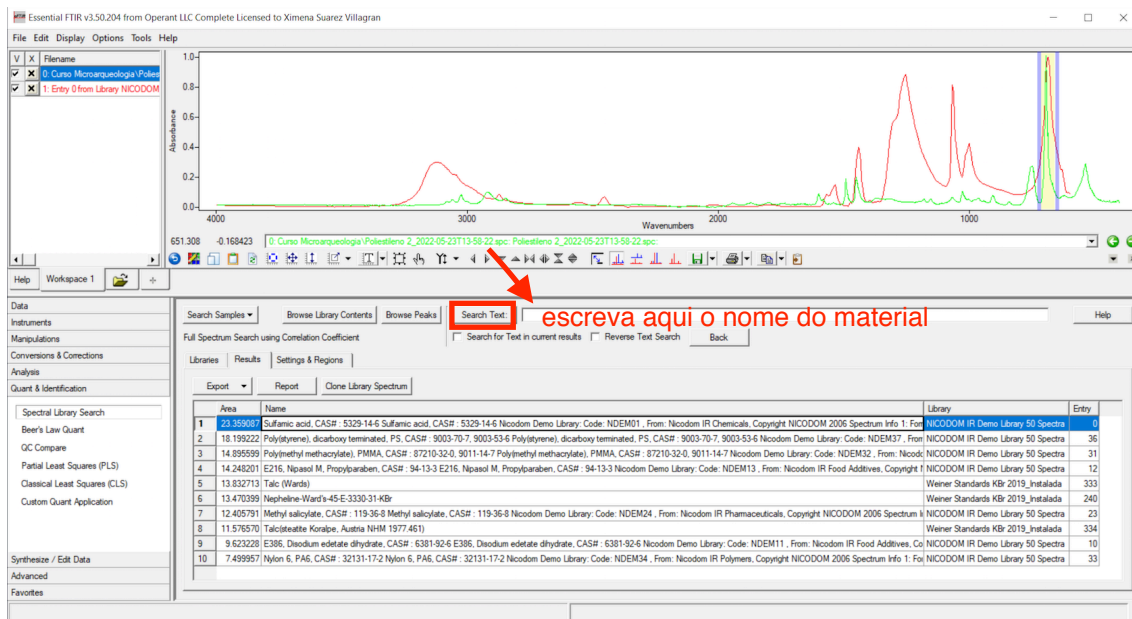 Essential FTIR v3.50.204 from Operant LLC Complete Licensed to Ximena Suarez Villagran
File Edit Display Options Tools Help
V X Filename
0: Curso Microarqueologia\Polies
1: Entry 0 from Library NICODOM
Absorbance
1.0
0.8
0.6
0.4
0.2
0.0
4000 3000 2000 1000
Wavenumbers
651.308 -0.168423 0: Curso Microarqueologia\Poliestileno 2_2022-05-23T13-58-22.spc: Poliestileno 2_2022-05-23T13-58-22.spc:
Help Workspace 1
Data
Instruments
Manipulations
Conversions & Corrections
Analysis
Quant & Identification
Spectral Library Search
Beer's Law Quant
QC Compare
Partial Least Squares (PLS)
Classical Least Squares (CLS)
Custom Quant Application
Synthesize / Edit Data
Advanced
Favorites
Search Samples Browse Library Contents Browse Peaks Search Text: escreva aqui o nome do material Help
Full Spectrum Search using Correlation Coefficient Search for Text in current results Reverse Text Search Back
Libraries Results Settings & Regions
Export Report Clone Library Spectrum
Area Name Library Entry
1 23.359087 Sulfamic acid, CAS# : 5329-14-6 Sulfamic acid, CAS# : 5329-14-6 Nicodom Demo Library: Code: NDEM01 , From: Nicodom IR Chemicals, Copyright NICODOM 2006 Spectrum Info 1: For NICODOM IR Demo Library 50 Spectra 0
2 18.199222 Poly(styrene), dicarboxy terminated, PS, CAS# : 9003-70-7, 9003-53-6 Poly(styrene), dicarboxy terminated, PS, CAS# : 9003-70-7, 9003-53-6 Nicodom Demo Library: Code: NDEM37 , From NICODOM IR Demo Library 50 Spectra 36
3 14.895599 Poly(methyl methacrylate), PMMA, CAS# : 87210-32-0, 9011-14-7 Poly(methyl methacrylate), PMMA, CAS# : 87210-32-0, 9011-14-7 Nicodom Demo Library: Code: NDEM32 , From: Nicod NICODOM IR Demo Library 50 Spectra 31
4 14.248201 E216, Nipasol M, Propylparaben, CAS# : 94-13-3 E216, Nipasol M, Propylparaben, CAS# : 94-13-3 Nicodom Demo Library: Code: NDEM13 , From: Nicodom IR Food Additives, Copyright NICODOM IR Demo Library 50 Spectra 12
5 13.832713 Talc (Wards) Weiner Standards KBr 2019_Instalada 333
6 13.470399 Nepheline-Ward's-45-E-3330-31-KBr Weiner Standards KBr 2019_Instalada 240
7 12.405791 Methyl salicylate, CAS# : 119-36-8 Methyl salicylate, CAS# : 119-36-8 Nicodom Demo Library: Code: NDEM24 , From: Nicodom IR Pharmaceuticals, Copyright NICODOM 2006 Spectrum I NICODOM IR Demo Library 50 Spectra 23
8 11.576570 Talc(steatite Koralpe, Austria NHM 1977.461) Weiner Standards KBr 2019_Instalada 334
9 9.623228 E386, Disodium edetate dihydrate, CAS# : 6381-92-6 E386, Disodium edetate dihydrate, CAS# : 6381-92-6 Nicodom Demo Library: Code: NDEM11 , From: Nicodom IR Food Additives, Co NICODOM IR Demo Library 50 Spectra 10
10 7.499957 Nylon 6, PA6, CAS# : 32131-17-2 Nylon 6, PA6, CAS# : 32131-17-2 Nicodom Demo Library: Code: NDEM34 , From: Nicodom IR Polymers, Copyright NICODOM 2006 Spectrum Info 1: For NICODOM IR Demo Library 50 Spectra 33